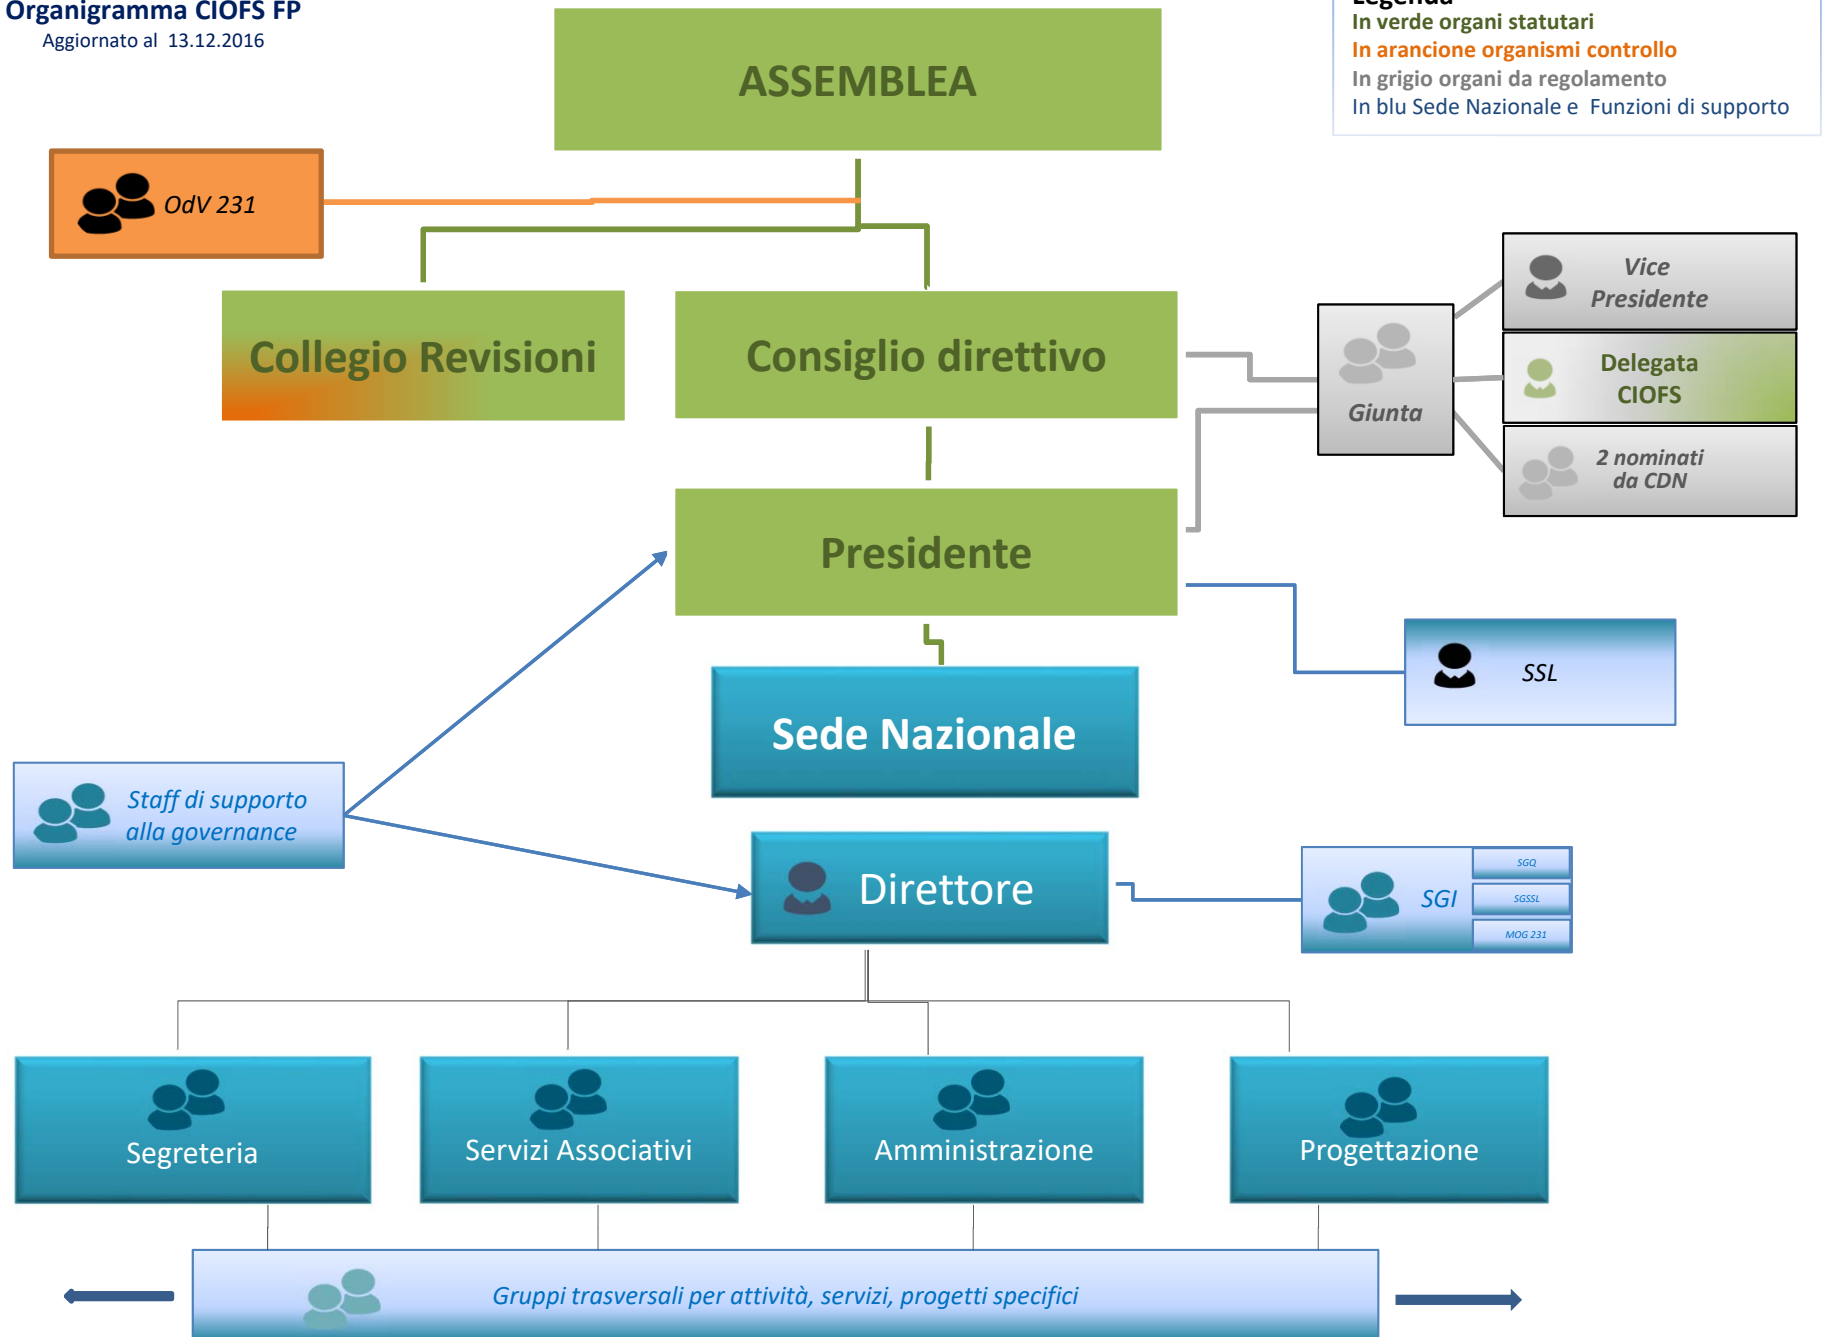 Organigramma CIOFS FP
Aggiornato al 13.12.2016
Legenda
In verde organi statutari
In arancione organismi controllo
In grigio organi da regolamento
In blu Sede Nazionale e Funzioni di supporto
ASSEMBLEA
OdV 231
Collegio Revisioni
Consiglio direttivo
Giunta
Vice
Presidente
Delegata
CIOFS
2 nominati
da CDN
Presidente
SSL
Sede Nazionale
Staff di supporto
alla governance
Direttore
SGI
SGQ
SGSSL
MOG 231
Segreteria
Servizi Associativi
Amministrazione
Progettazione
Gruppi trasversali per attività, servizi, progetti specifici